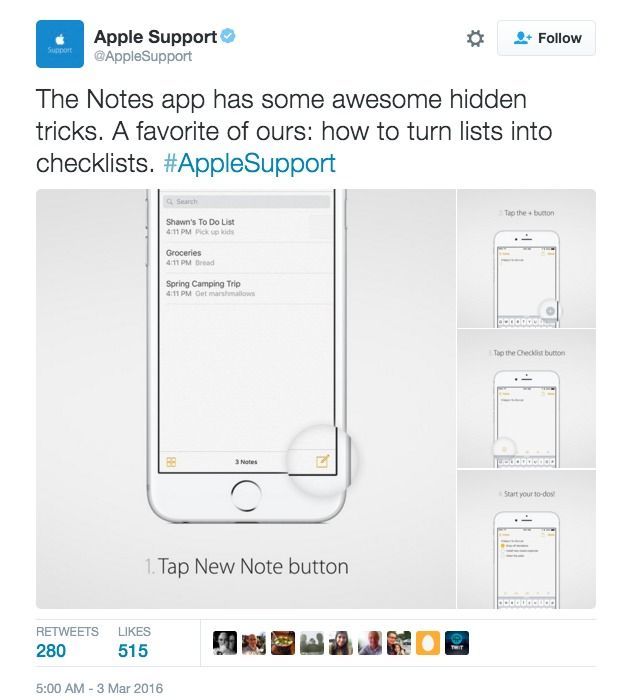 Support
Apple Support
@AppleSupport
Follow
The Notes app has some awesome hidden
tricks. A favorite of ours: how to turn lists into
checklists. #AppleSupport
Search
Shawn's To Do List
4:11 PM Pick up kids
Groceries
4:11 PM Bread
Spring Camping Trip
4:11 PM Get marshmallows
3 Notes
1. Tap New Note button
2. Tap the + button
Tap the Checklist button
Start your to-dos!
RETWEETS LIKES
280 515
TWIT
5:00 AM - 3 Mar 2016